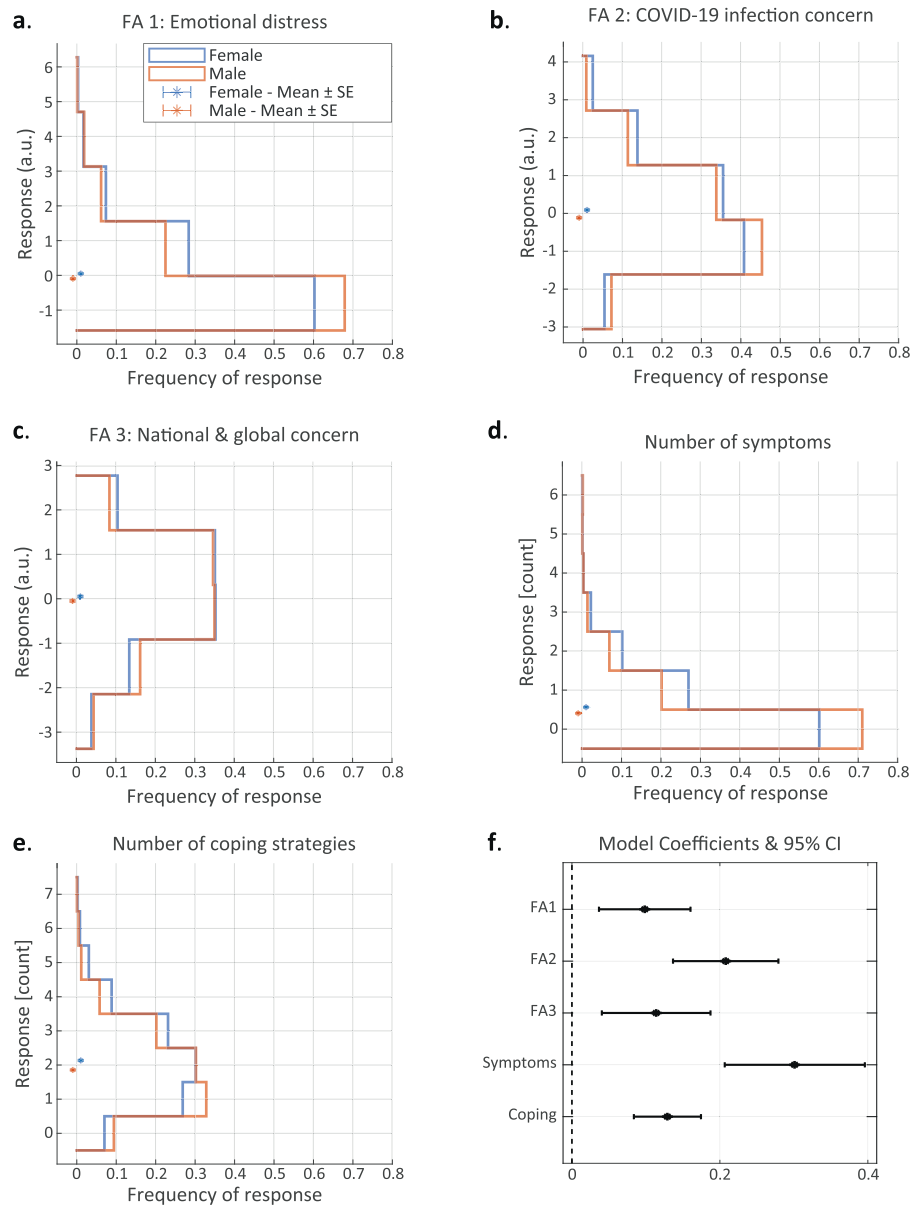 a.
FA 1: Emotional distress
Female
Male
Female - Mean ± SE
Male - Mean ± SE
6
5
3
2
0
-1
Response (a.u.)
0
0.1
0.2
0.3
0.4
0.5
0.6
0.7
0.8
Frequency of response
b.
FA 2: COVID-19 infection concern
4
3
2
1
0
-1
-2
-3
Response (a.u.)
0
0.1
0.2
0.3
0.4
0.5
0.6
0.7
0.8
Frequency of response
c.
FA 3: National & global concern
3
2
1
0
-1
-2
-3
Response (a.u.)
0
0.1
0.2
0.3
0.4
0.5
0.6
0.7
0.8
Frequency of response
d.
Number of symptoms
6
5
4
3
2
1
0
Response [count]
0
0.1
0.2
0.3
0.4
0.5
0.6
0.7
0.8
Frequency of response
e.
Number of coping strategies
7
6
5
4
3
2
1
0
Response [count]
0
0.1
0.2
0.3
0.4
0.5
0.6
0.7
0.8
Frequency of response
f.
Model Coefficients & 95% CI
FA1
FA2
FA3
Symptoms
Coping
0
0.2
0.4